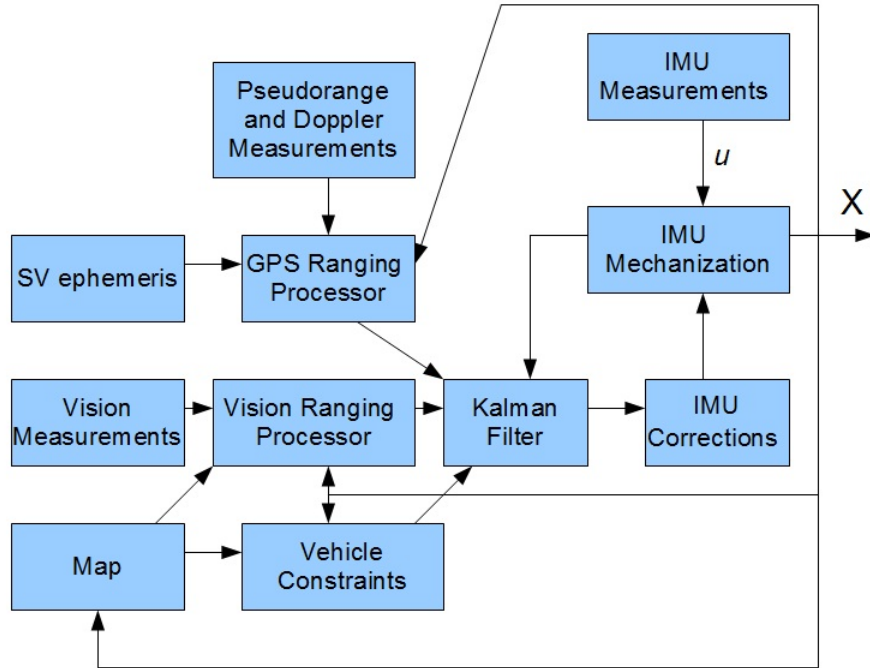 IMU
Measurements
Pseudorange
and Doppler
Measurements
u
X
SV ephemeris
GPS Ranging
Processor
IMU
Mechanization
Vision
Measurements
Vision Ranging
Processor
Kalman
Filter
IMU
Corrections
Map
Vehicle
Constraints